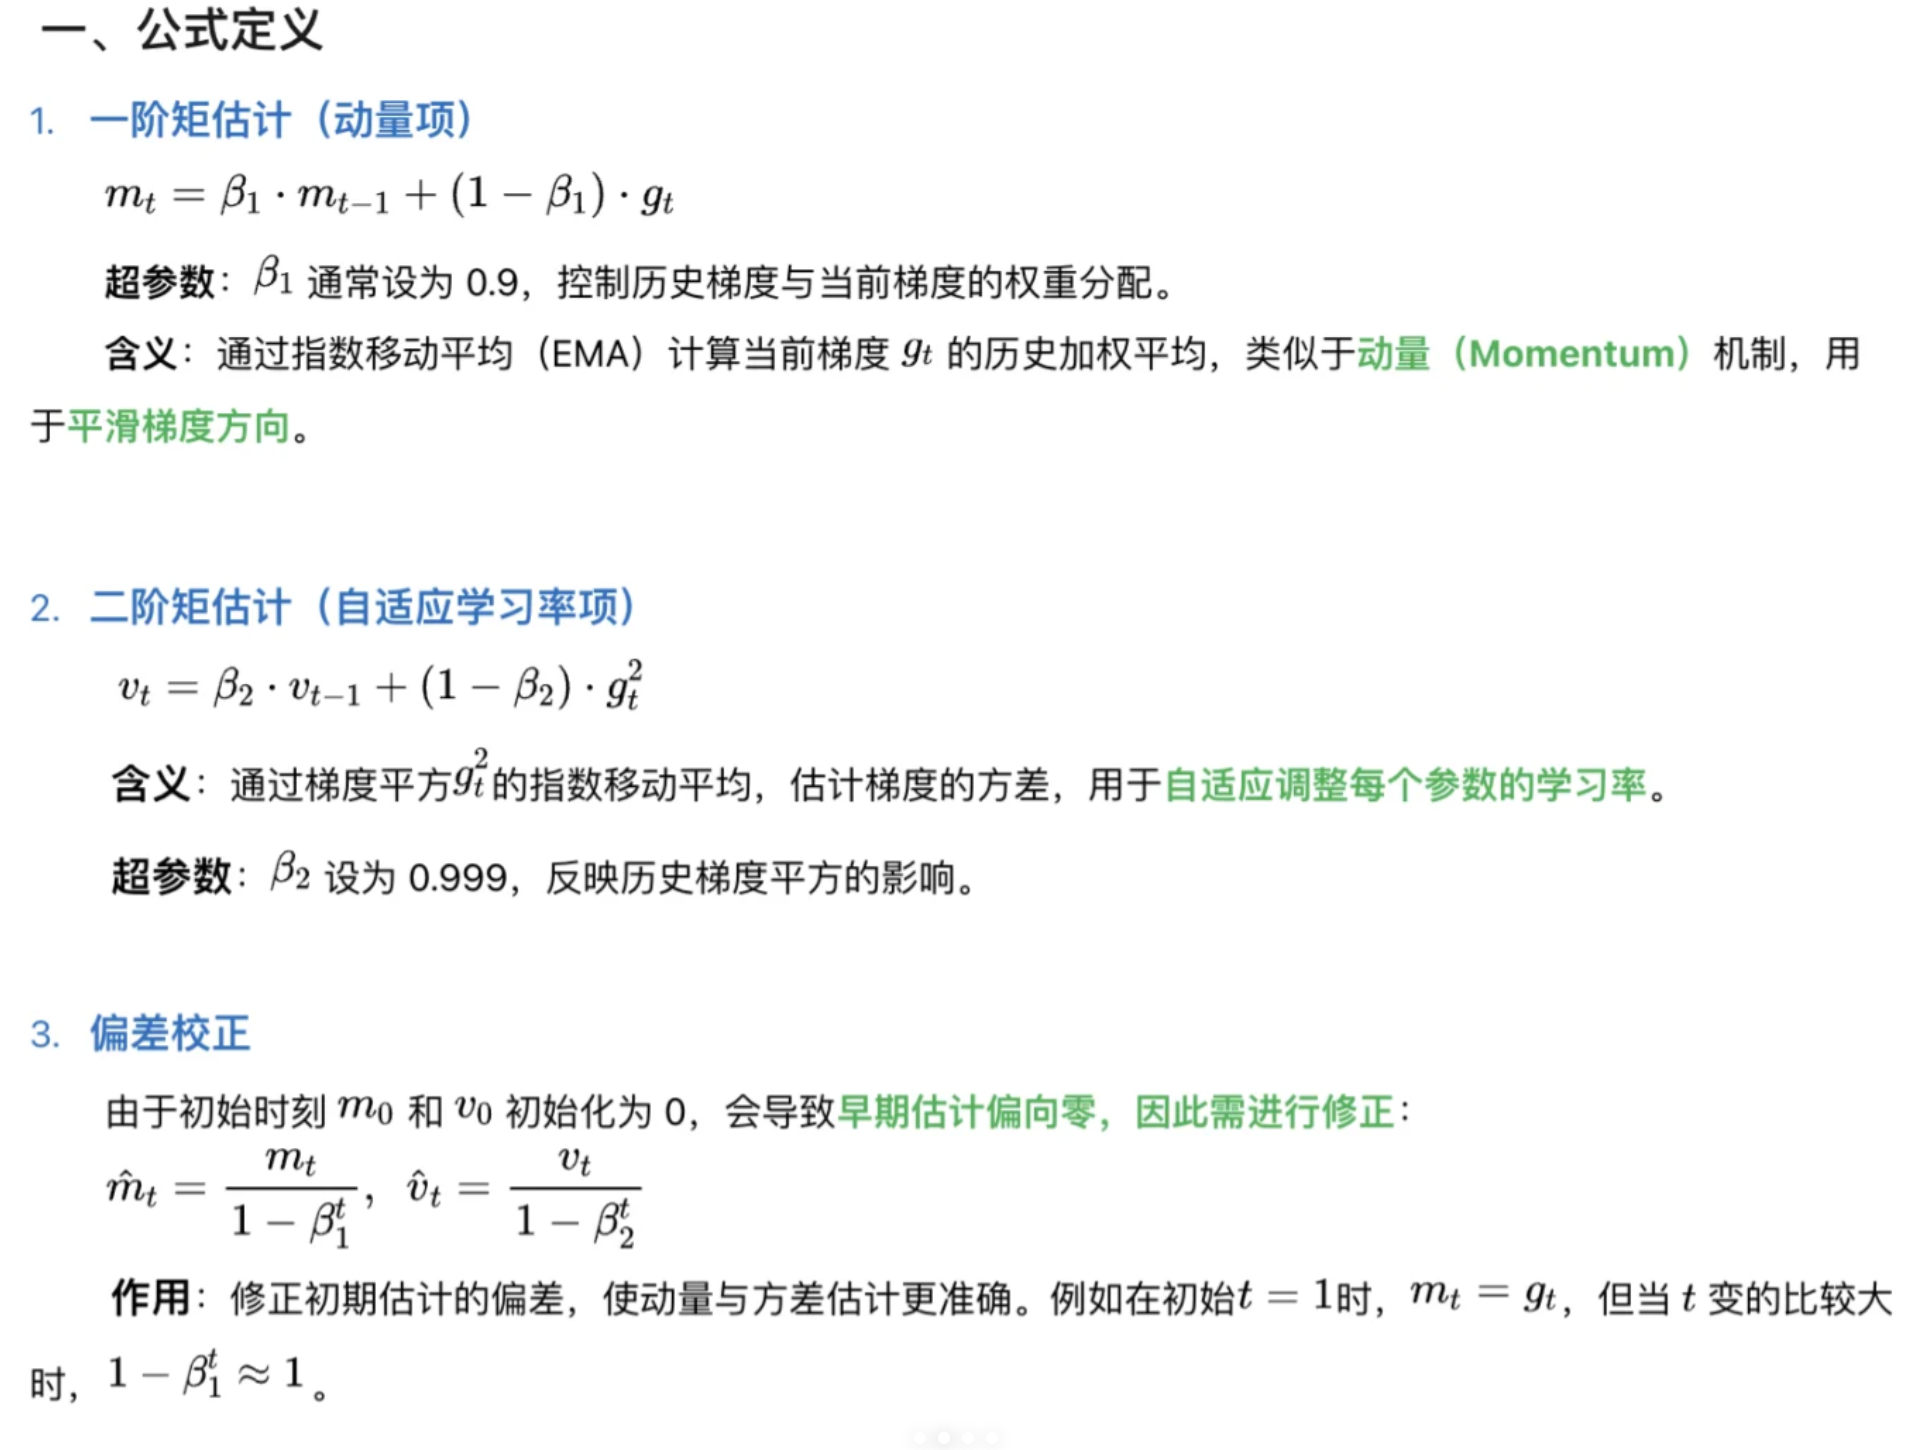 一、公式定义
1. 一阶矩估计（动量项）
$m_t = \beta_1 \cdot m_{t-1} + (1 - \beta_1) \cdot g_t$
超参数：$\beta_1$ 通常设为 0.9，控制历史梯度与当前梯度的权重分配。
含义：通过指数移动平均（EMA）计算当前梯度 $g_t$ 的历史加权平均，类似于动量（Momentum）机制，用
于平滑梯度方向。
2. 二阶矩估计（自适应学习率项）
$v_t = \beta_2 \cdot v_{t-1} + (1 - \beta_2) \cdot g_t^2$
含义：通过梯度平方$g_t^2$的指数移动平均，估计梯度的方差，用于自适应调整每个参数的学习率。
超参数：$\beta_2$ 设为 0.999，反映历史梯度平方的影响。
3. 偏差校正
由于初始时刻 $m_0$ 和 $v_0$ 初始化为 0，会导致早期估计偏向零，因此需进行修正：
$\hat{m}_t = \frac{m_t}{1 - \beta_1^t}, \hat{v}_t = \frac{v_t}{1 - \beta_2^t}$
作用：修正初期估计的偏差，使动量与方差估计更准确。例如在初始$t = 1$时，$m_t = g_t$，但当 $t$ 变的比较大
时，$1 - \beta_1^t \approx 1$。